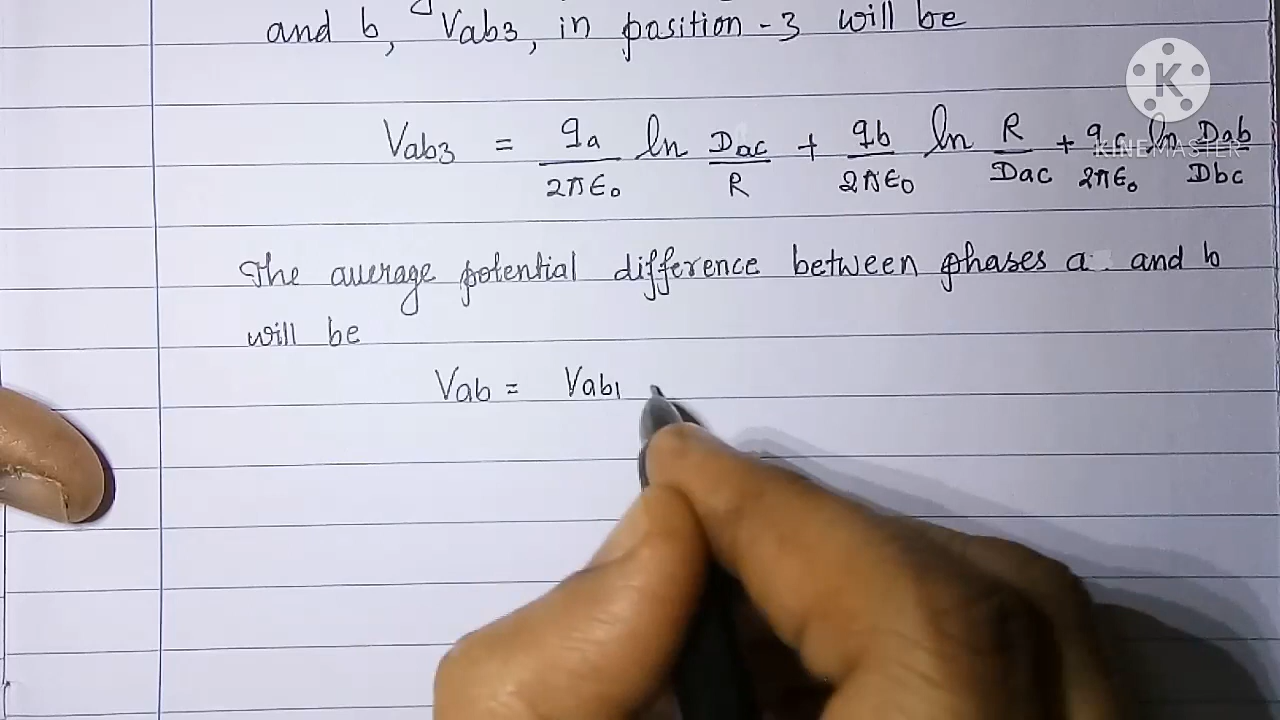 and b, Vab3, in position - 3 will be
K
KINEMASTER
Vab3 = qa/2πϵ₀ ln Dac/R + qb/2πϵ₀ ln R/Dac + qc/2πϵ₀ ln Dab/Dbc
The average potential difference between phases a and b
will be
Vab = Vab1